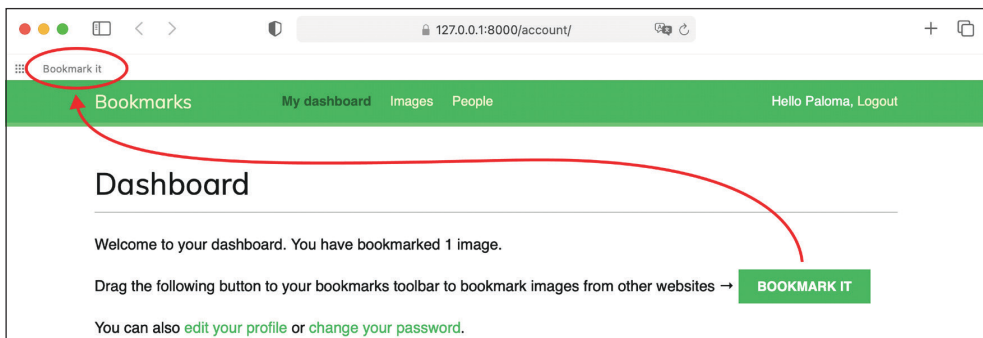 127.0.0.1:8000/account/
Bookmark it
Bookmarks My dashboard Images People Hello Paloma, Logout
Dashboard
Welcome to your dashboard. You have bookmarked 1 image.
Drag the following button to your bookmarks toolbar to bookmark images from other websites → BOOKMARK IT
You can also edit your profile or change your password.